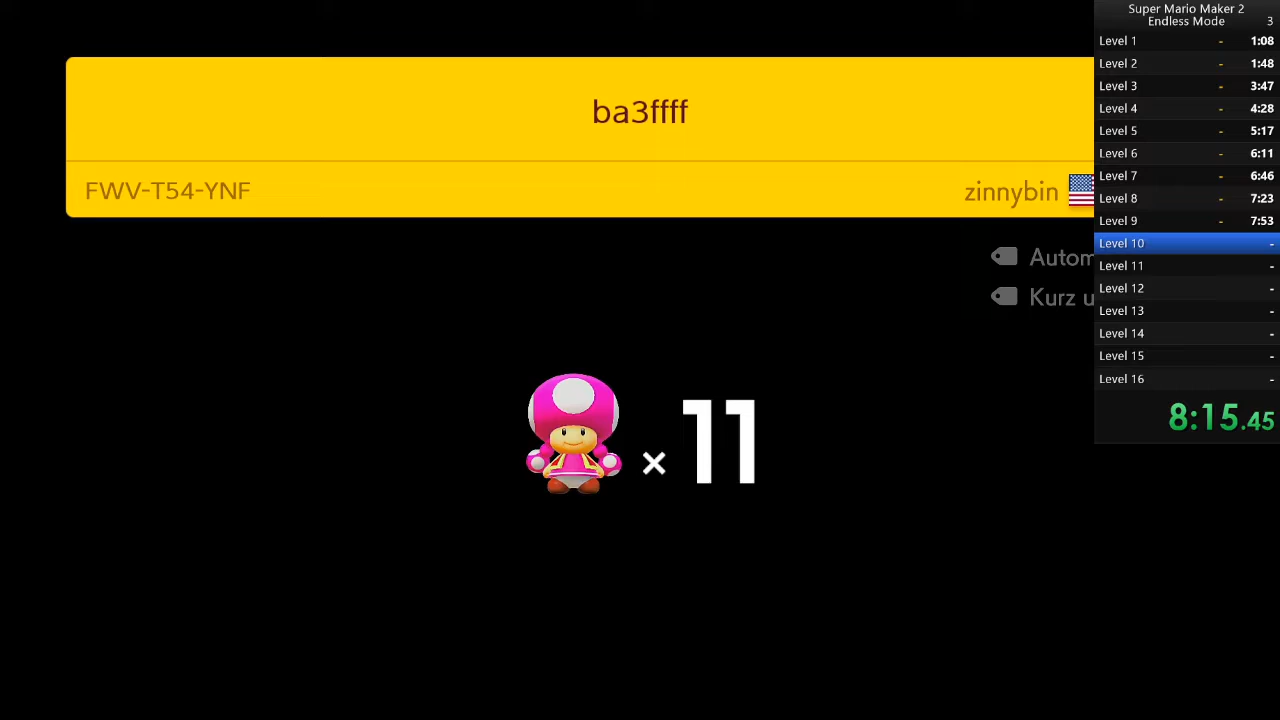 ba3ffff
FWV-T54-YNF
zinnybin
Autom
Kurz u
× 11
Super Mario Maker 2
Endless Mode 3
Level 1 - 1:08
Level 2 - 1:48
Level 3 - 3:47
Level 4 - 4:28
Level 5 - 5:17
Level 6 - 6:11
Level 7 - 6:46
Level 8 - 7:23
Level 9 - 7:53
Level 10 -
Level 11 -
Level 12 -
Level 13 -
Level 14 -
Level 15 -
Level 16 -
8:15.45